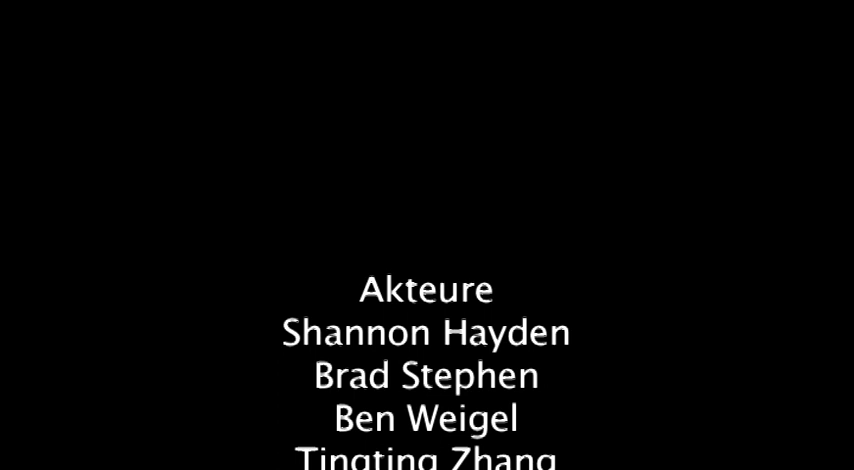 Akteure
Shannon Hayden
Brad Stephen
Ben Weigel
Tingting Zhang